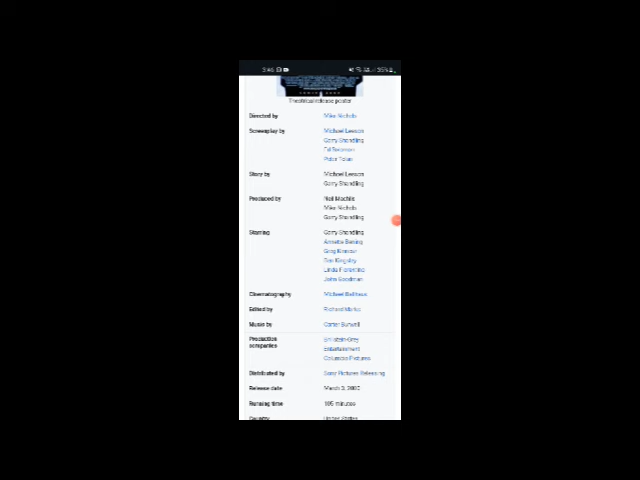 Theatrical release poster
Directed by Mike Nichols
Screenplay by Michael Leeson
Garry Shandling
Ed Solomon
Peter Tolan
Story by Michael Leeson
Garry Shandling
Produced by Neil Machlis
Mike Nichols
Garry Shandling
Starring Garry Shandling
Annette Bening
Greg Kinnear
Ben Kingsley
Linda Fiorentino
John Goodman
Cinematography Michael Ballhaus
Edited by Richard Marks
Music by Carter Burwell
Production companies Brillstein-Grey
Entertainment
Columbia Pictures
Distributed by Sony Pictures Releasing
Release date March 3, 2000
Running time 105 minutes
Country United States